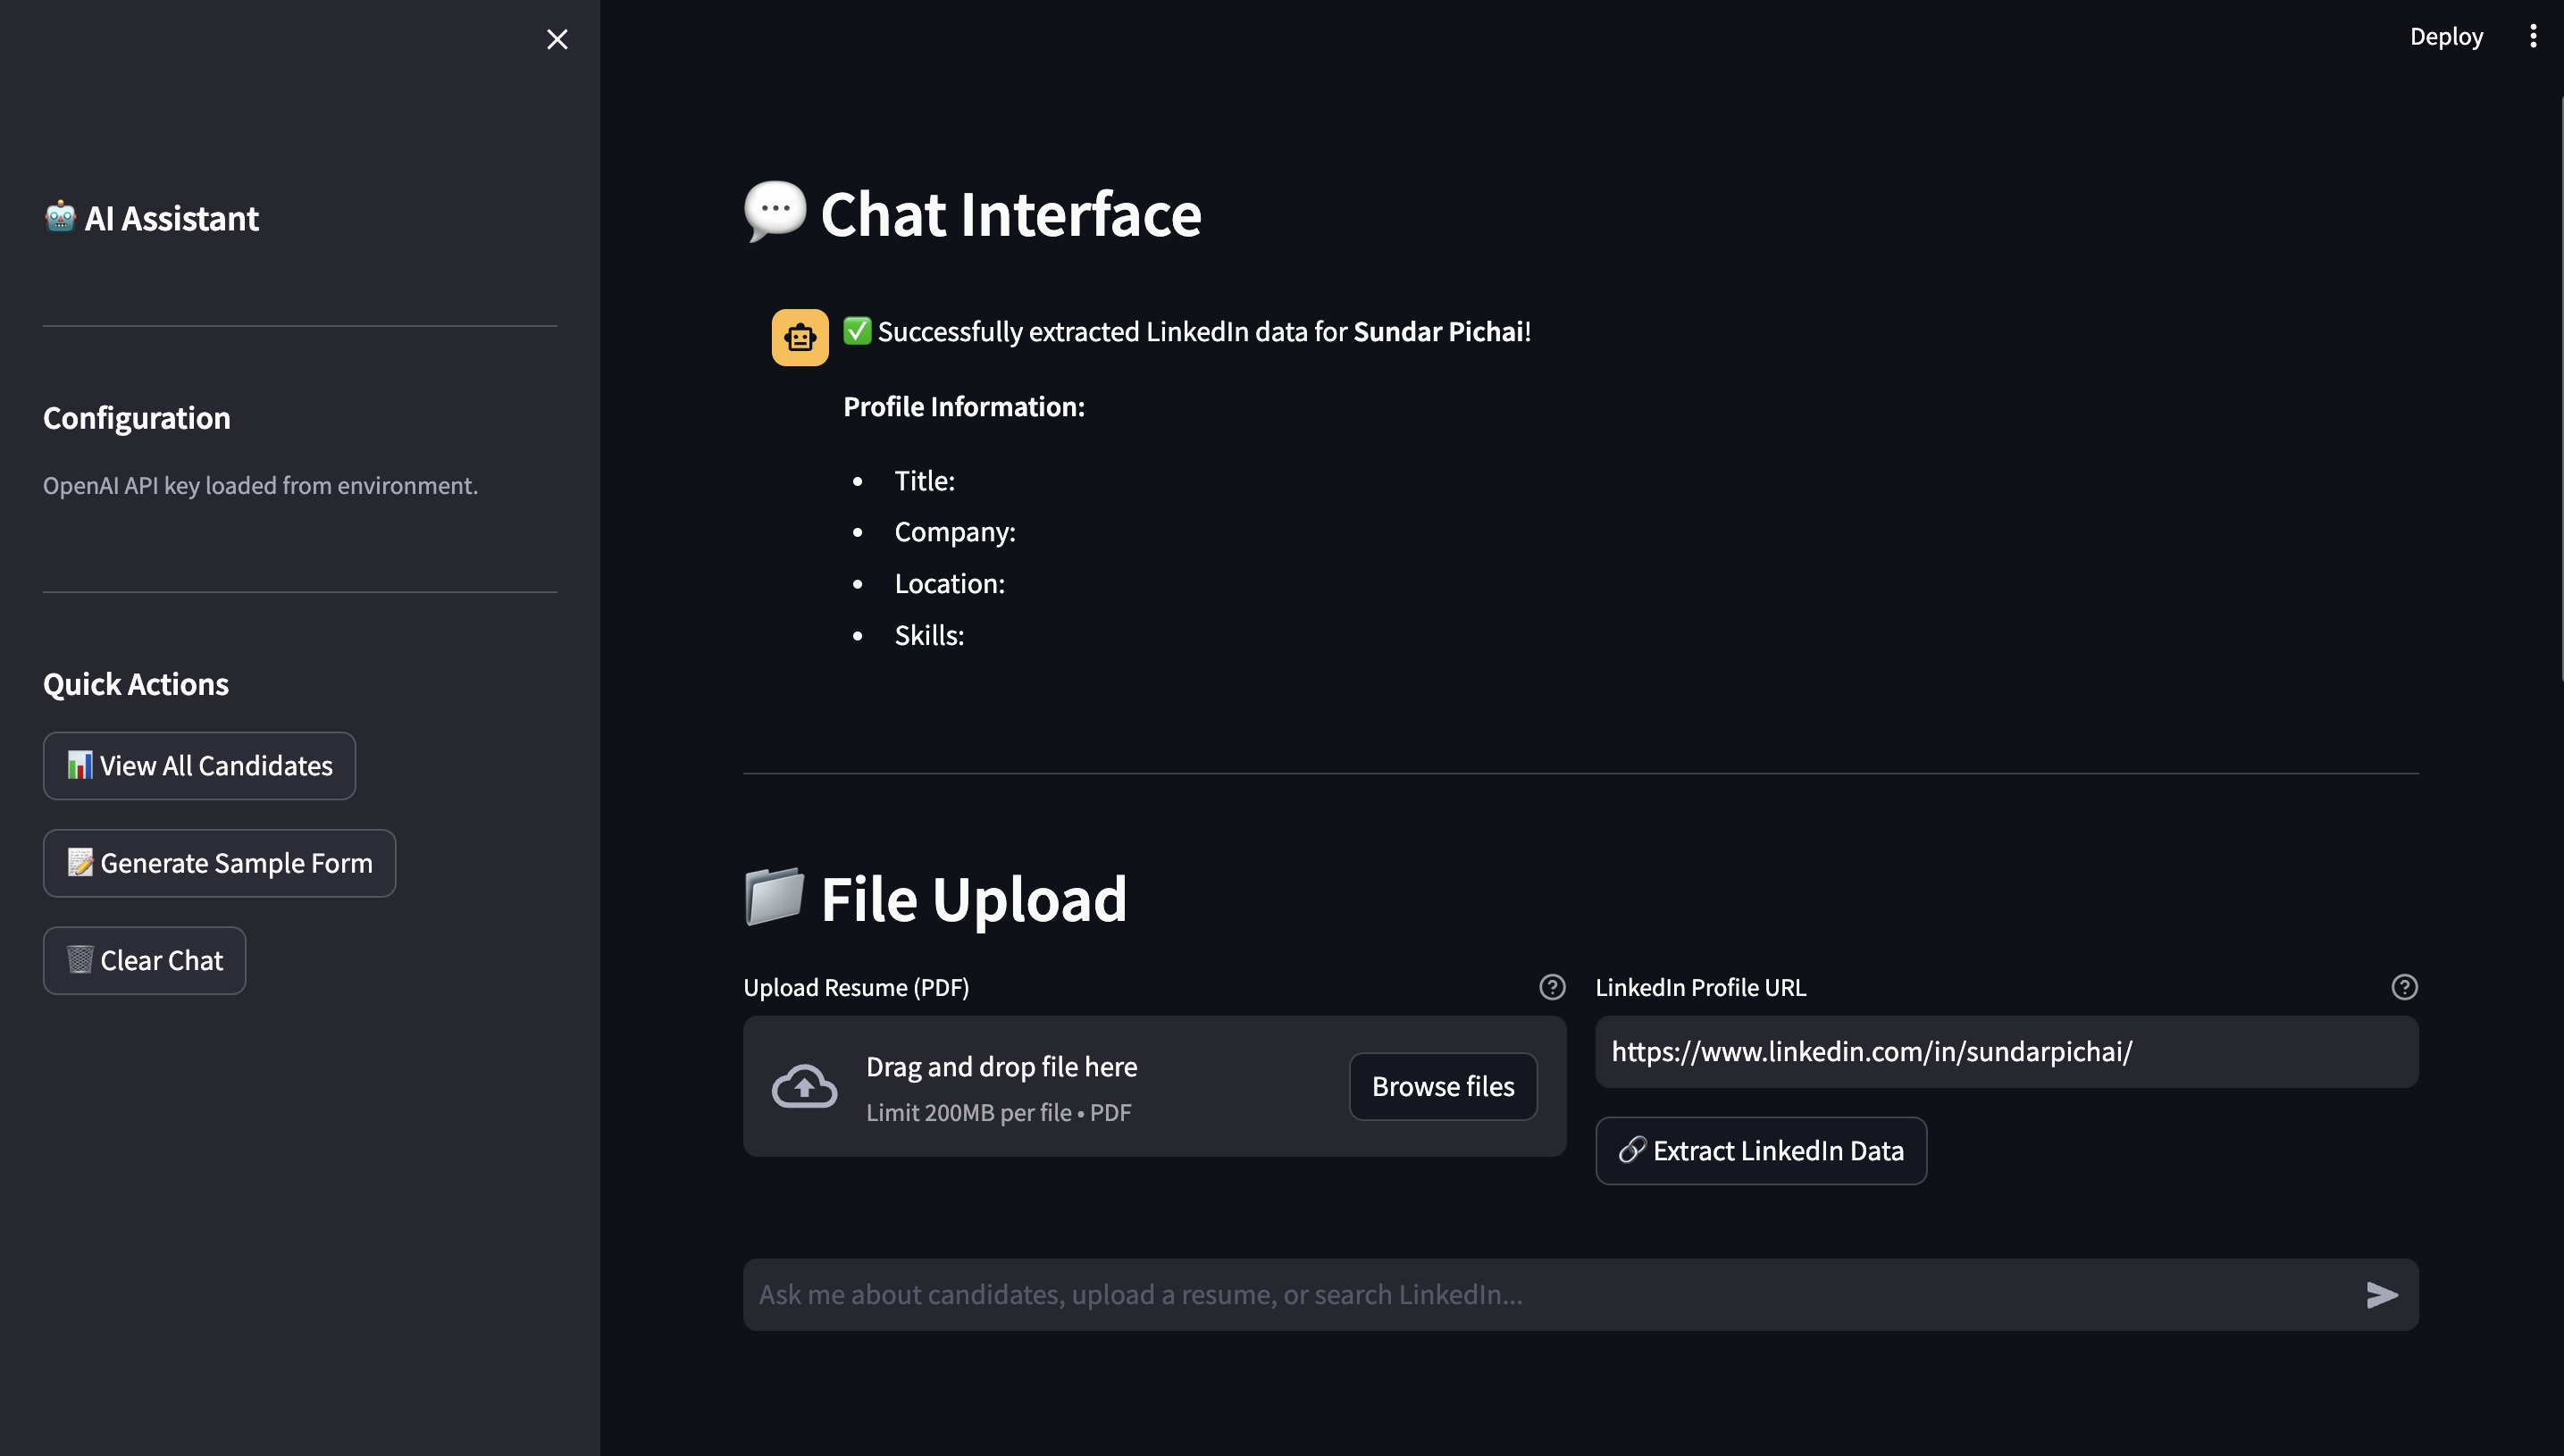 Deploy
🤖 AI Assistant
Configuration
OpenAI API key loaded from environment.
Quick Actions
📊 View All Candidates
📝 Generate Sample Form
🗑️ Clear Chat
💬 Chat Interface
✅ Successfully extracted LinkedIn data for Sundar Pichai!
Profile Information:
• Title:
• Company:
• Location:
• Skills:
📁 File Upload
Upload Resume (PDF)
Drag and drop file here
Limit 200MB per file • PDF
Browse files
LinkedIn Profile URL
https://www.linkedin.com/in/sundarpichai/
🔗 Extract LinkedIn Data
Ask me about candidates, upload a resume, or search LinkedIn...